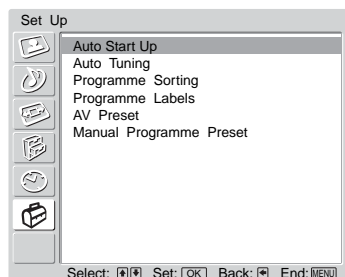 Set Up
Auto Start Up
Auto Tuning
Programme Sorting
Programme Labels
AV Preset
Manual Programme Preset
Select: Set: OK Back: End: MENU